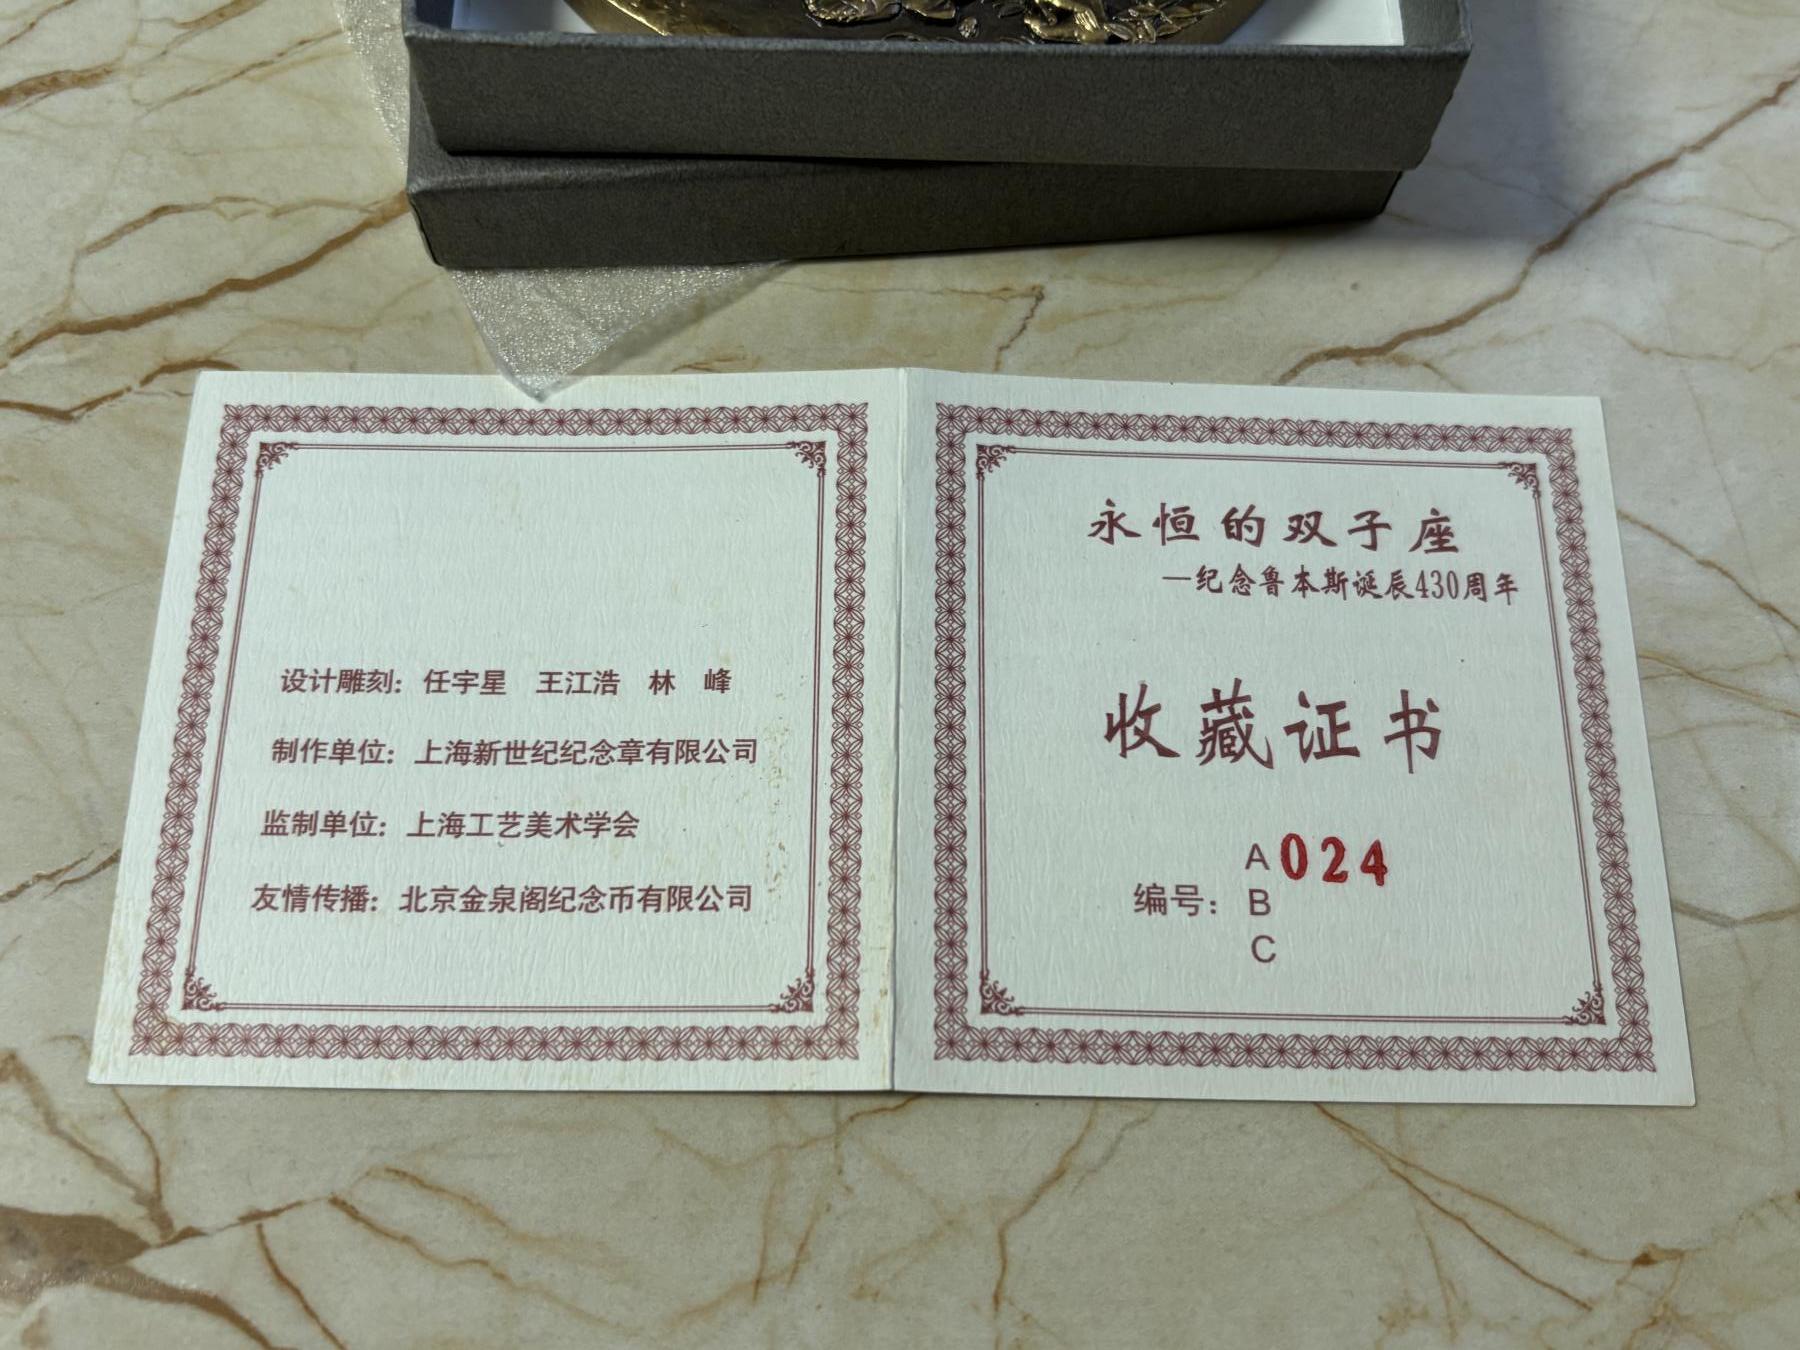 设计雕刻：任宇星 王江浩 林 峰
制作单位：上海新世纪纪念章有限公司
监制单位：上海工艺美术学会
友情传播：北京金泉阁纪念币有限公司
永恒的双子座
—纪念鲁本斯诞辰430周年
收藏证书
编号：
A 024
B
C